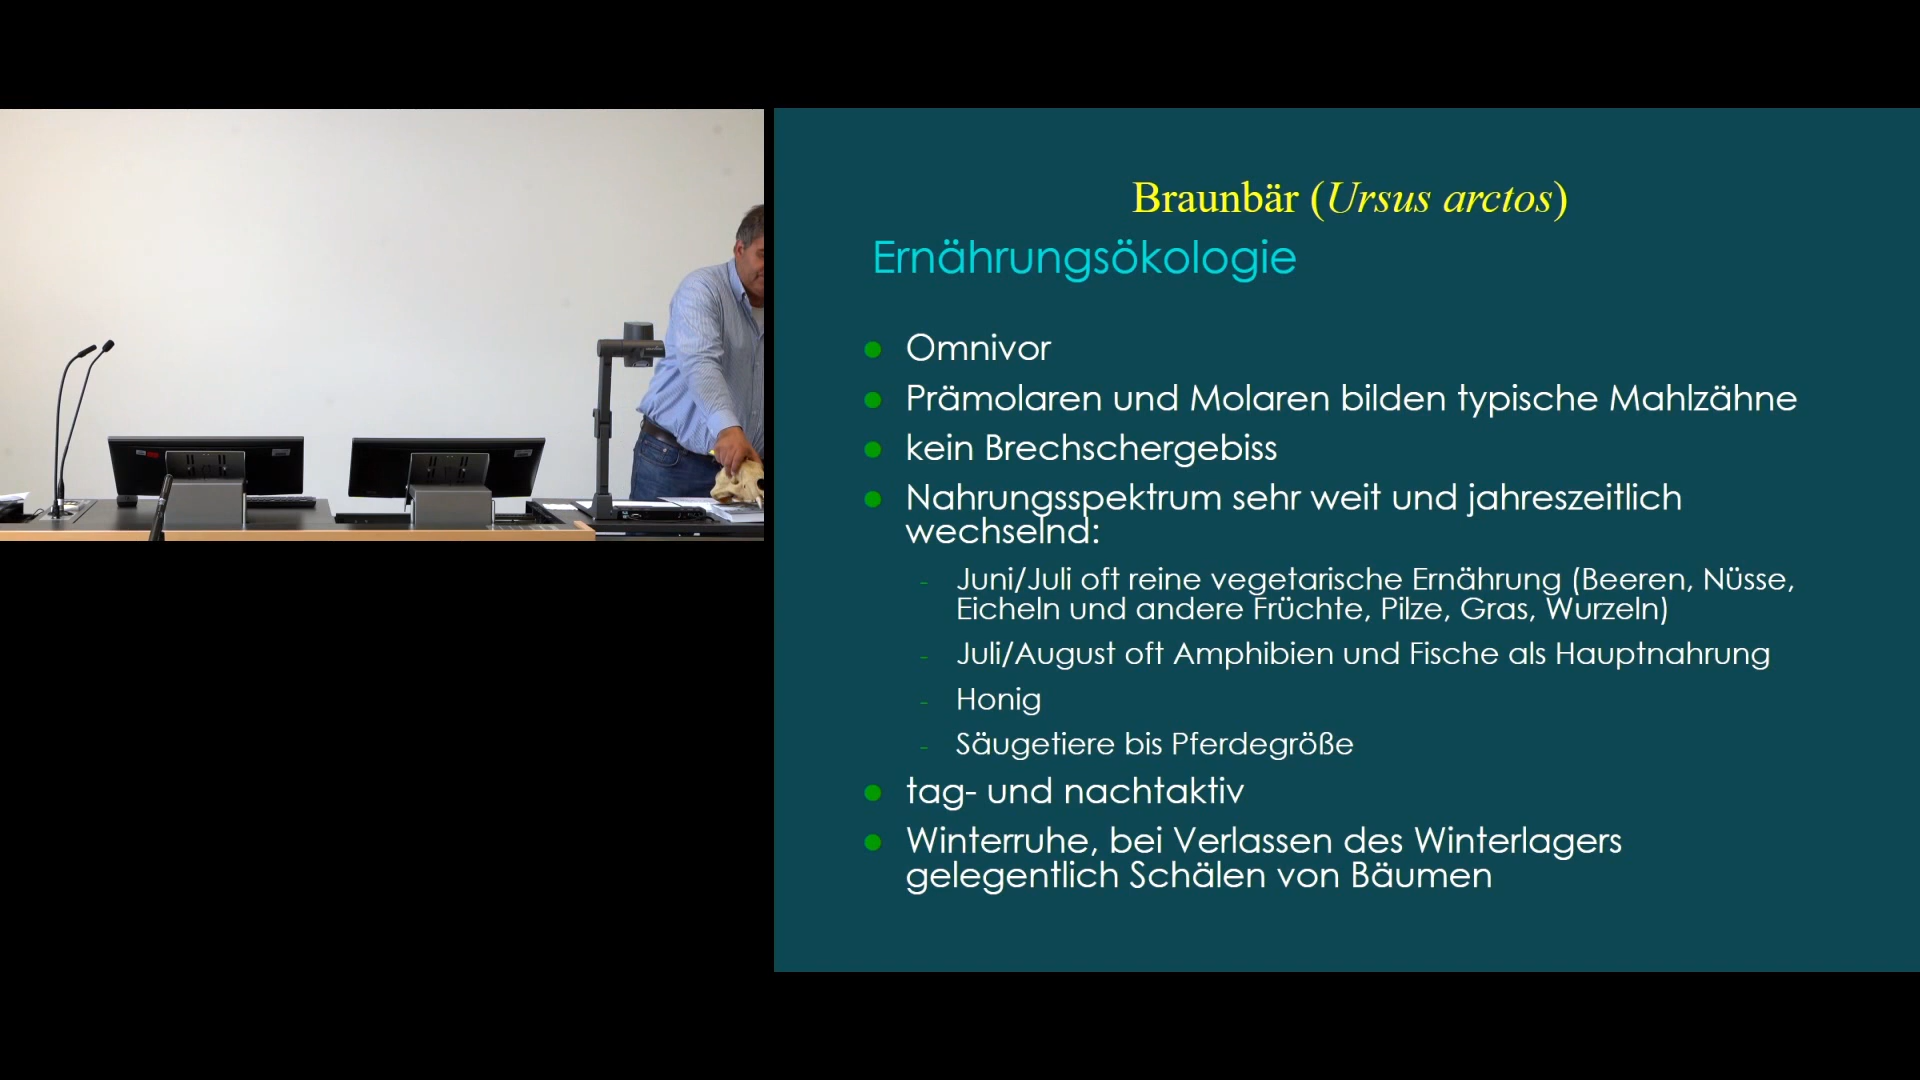 Braunbär (Ursus arctos)
Ernährungsökologie
Omnivor
Prämolaren und Molaren bilden typische Mahlzähne
kein Brechschergebiss
Nahrungsspektrum sehr weit und jahreszeitlich
wechselnd:
- Juni/Juli oft reine vegetarische Ernährung (Beeren, Nüsse,
Eicheln und andere Früchte, Pilze, Gras, Wurzeln)
- Juli/August oft Amphibien und Fische als Hauptnahrung
- Honig
- Säugetiere bis Pferdegröße
tag- und nachtaktiv
Winterruhe, bei Verlassen des Winterlagers
gelegentlich Schälen von Bäumen